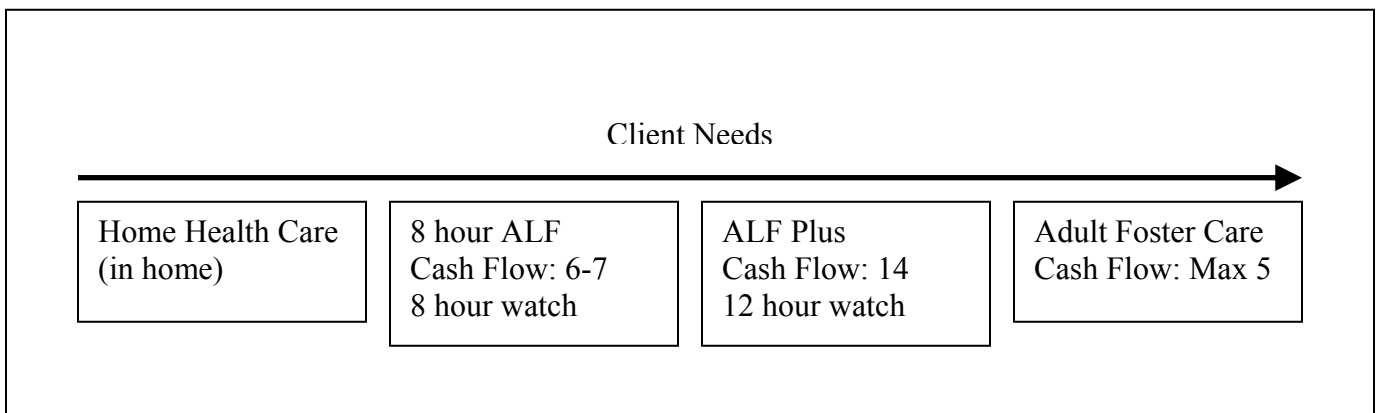 Client Needs
Home Health Care
(in home)
8 hour ALF
Cash Flow: 6-7
8 hour watch
ALF Plus
Cash Flow: 14
12 hour watch
Adult Foster Care
Cash Flow: Max 5